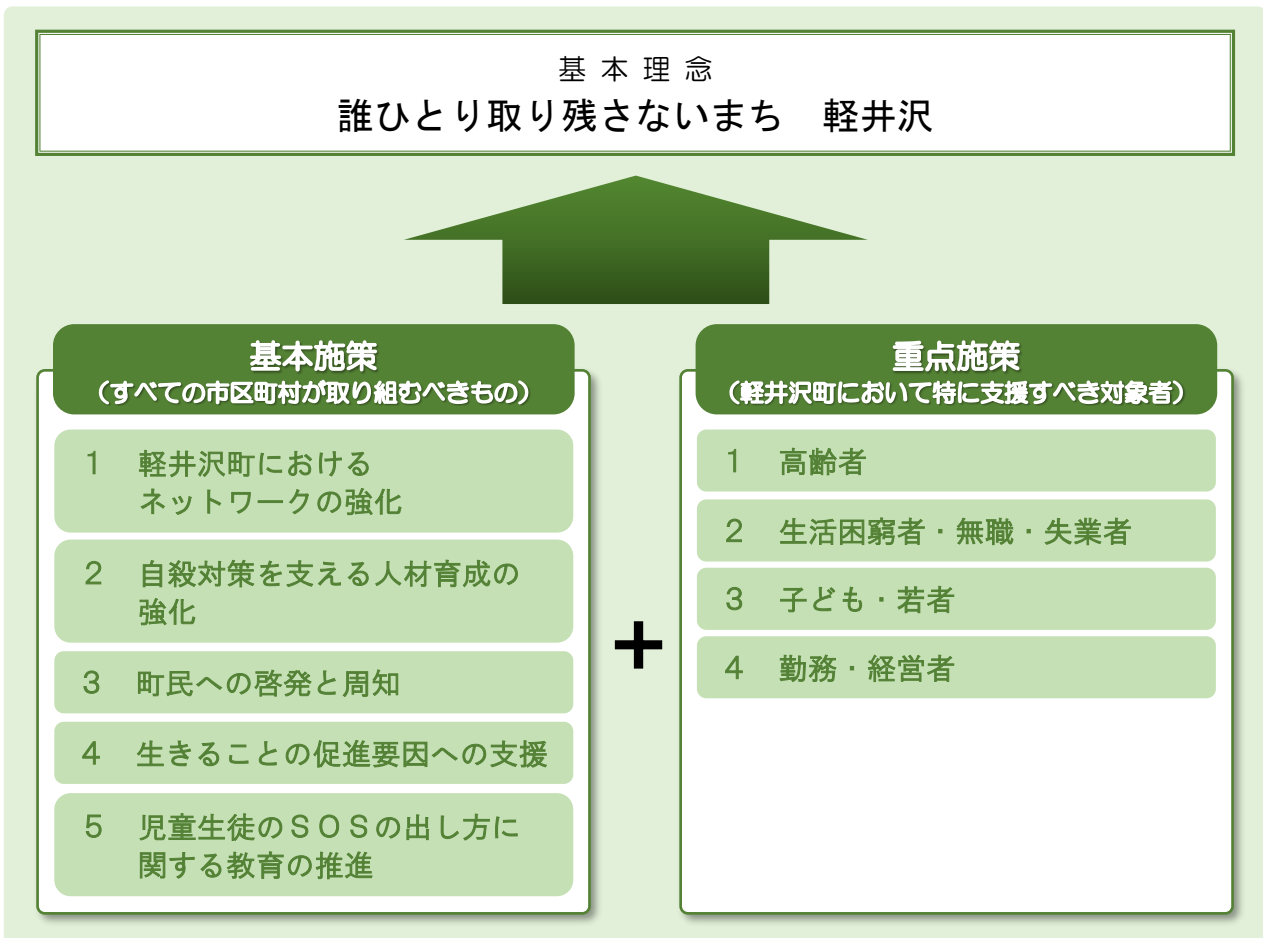 基本理念
誰ひとり取り残さないまち　軽井沢
基本施策
（すべての市区町村が取り組むべきもの）
1　軽井沢町における
ネットワークの強化
2　自殺対策を支える人材育成の
強化
3　町民への啓発と周知
4　生きることの促進要因への支援
5　児童生徒のＳＯＳの出し方に
関する教育の推進
+
重点施策
（軽井沢町において特に支援すべき対象者）
1　高齢者
2　生活困窮者・無職・失業者
3　子ども・若者
4　勤務・経営者